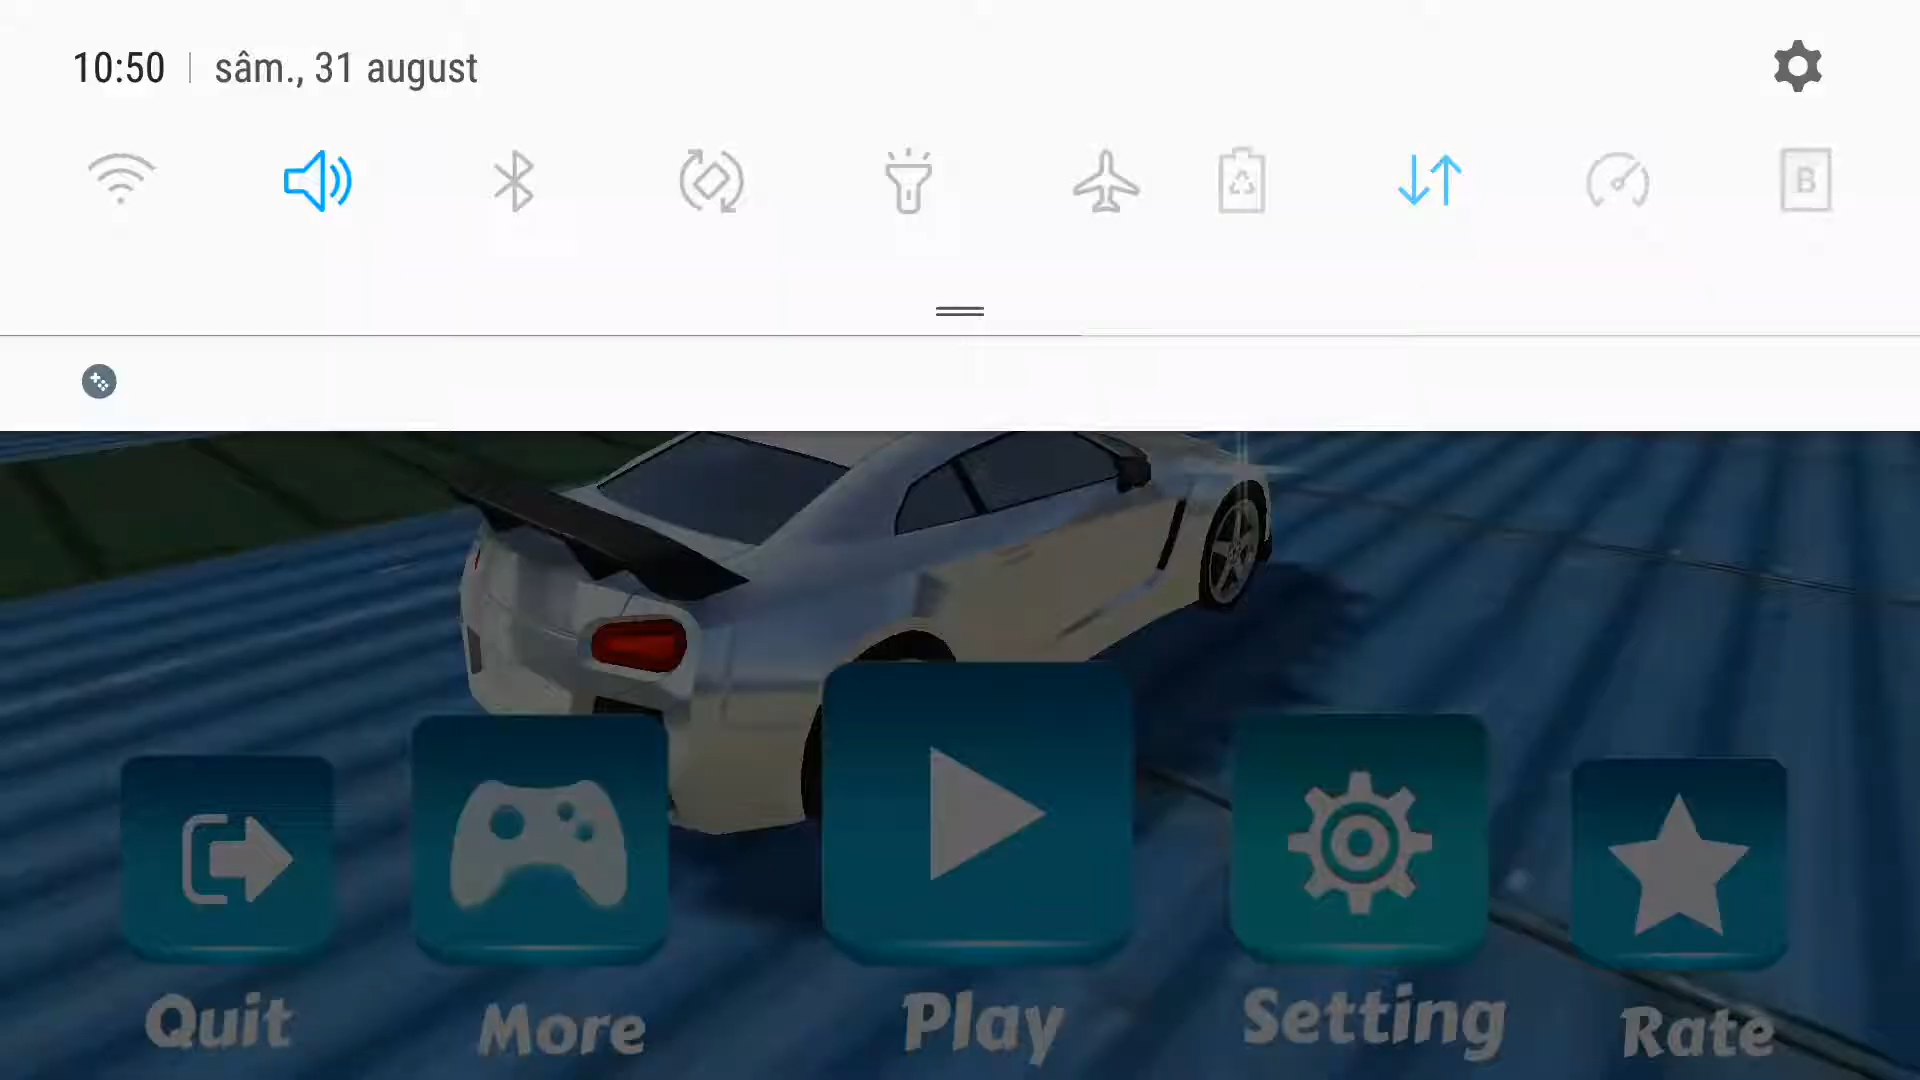 10:50 | sâm., 31 august
B
Quit
More
Play
Setting
Rate